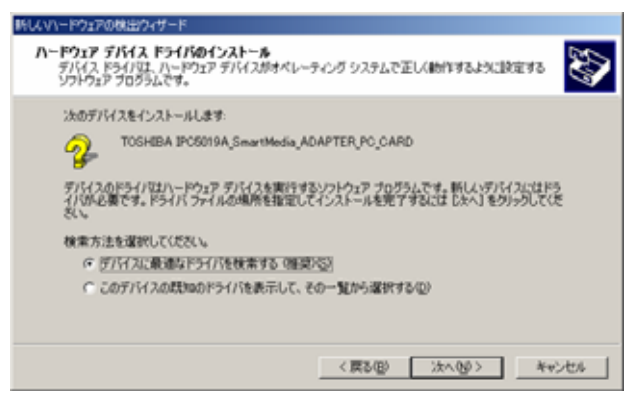 新しいハードウェアの検出ウィザード
ハードウェア デバイス ドライバのインストール
デバイス ドライバは、ハードウェア デバイスがオペレーティング システムで正しく動作するように設定する
ソフトウェア プログラムです。
次のデバイスをインストールします:
TOSHIBA IPC5019A_SmartMedia_ADAPTER_PC_CARD
デバイスのドライバはハードウェア デバイスを実行するソフトウェア プログラムです。新しいデバイスにはドラ
イバが必要です。ドライバ ファイルの場所を指定してインストールを完了するには [次へ] をクリックしてくだ
さい。
検索方法を選択してください。
デバイスに最適なドライバを検索する (推奨)(S)
このデバイスの既知のドライバを表示して、その一覧から選択する(D)
< 戻る(B) 次へ(N) > キャンセル